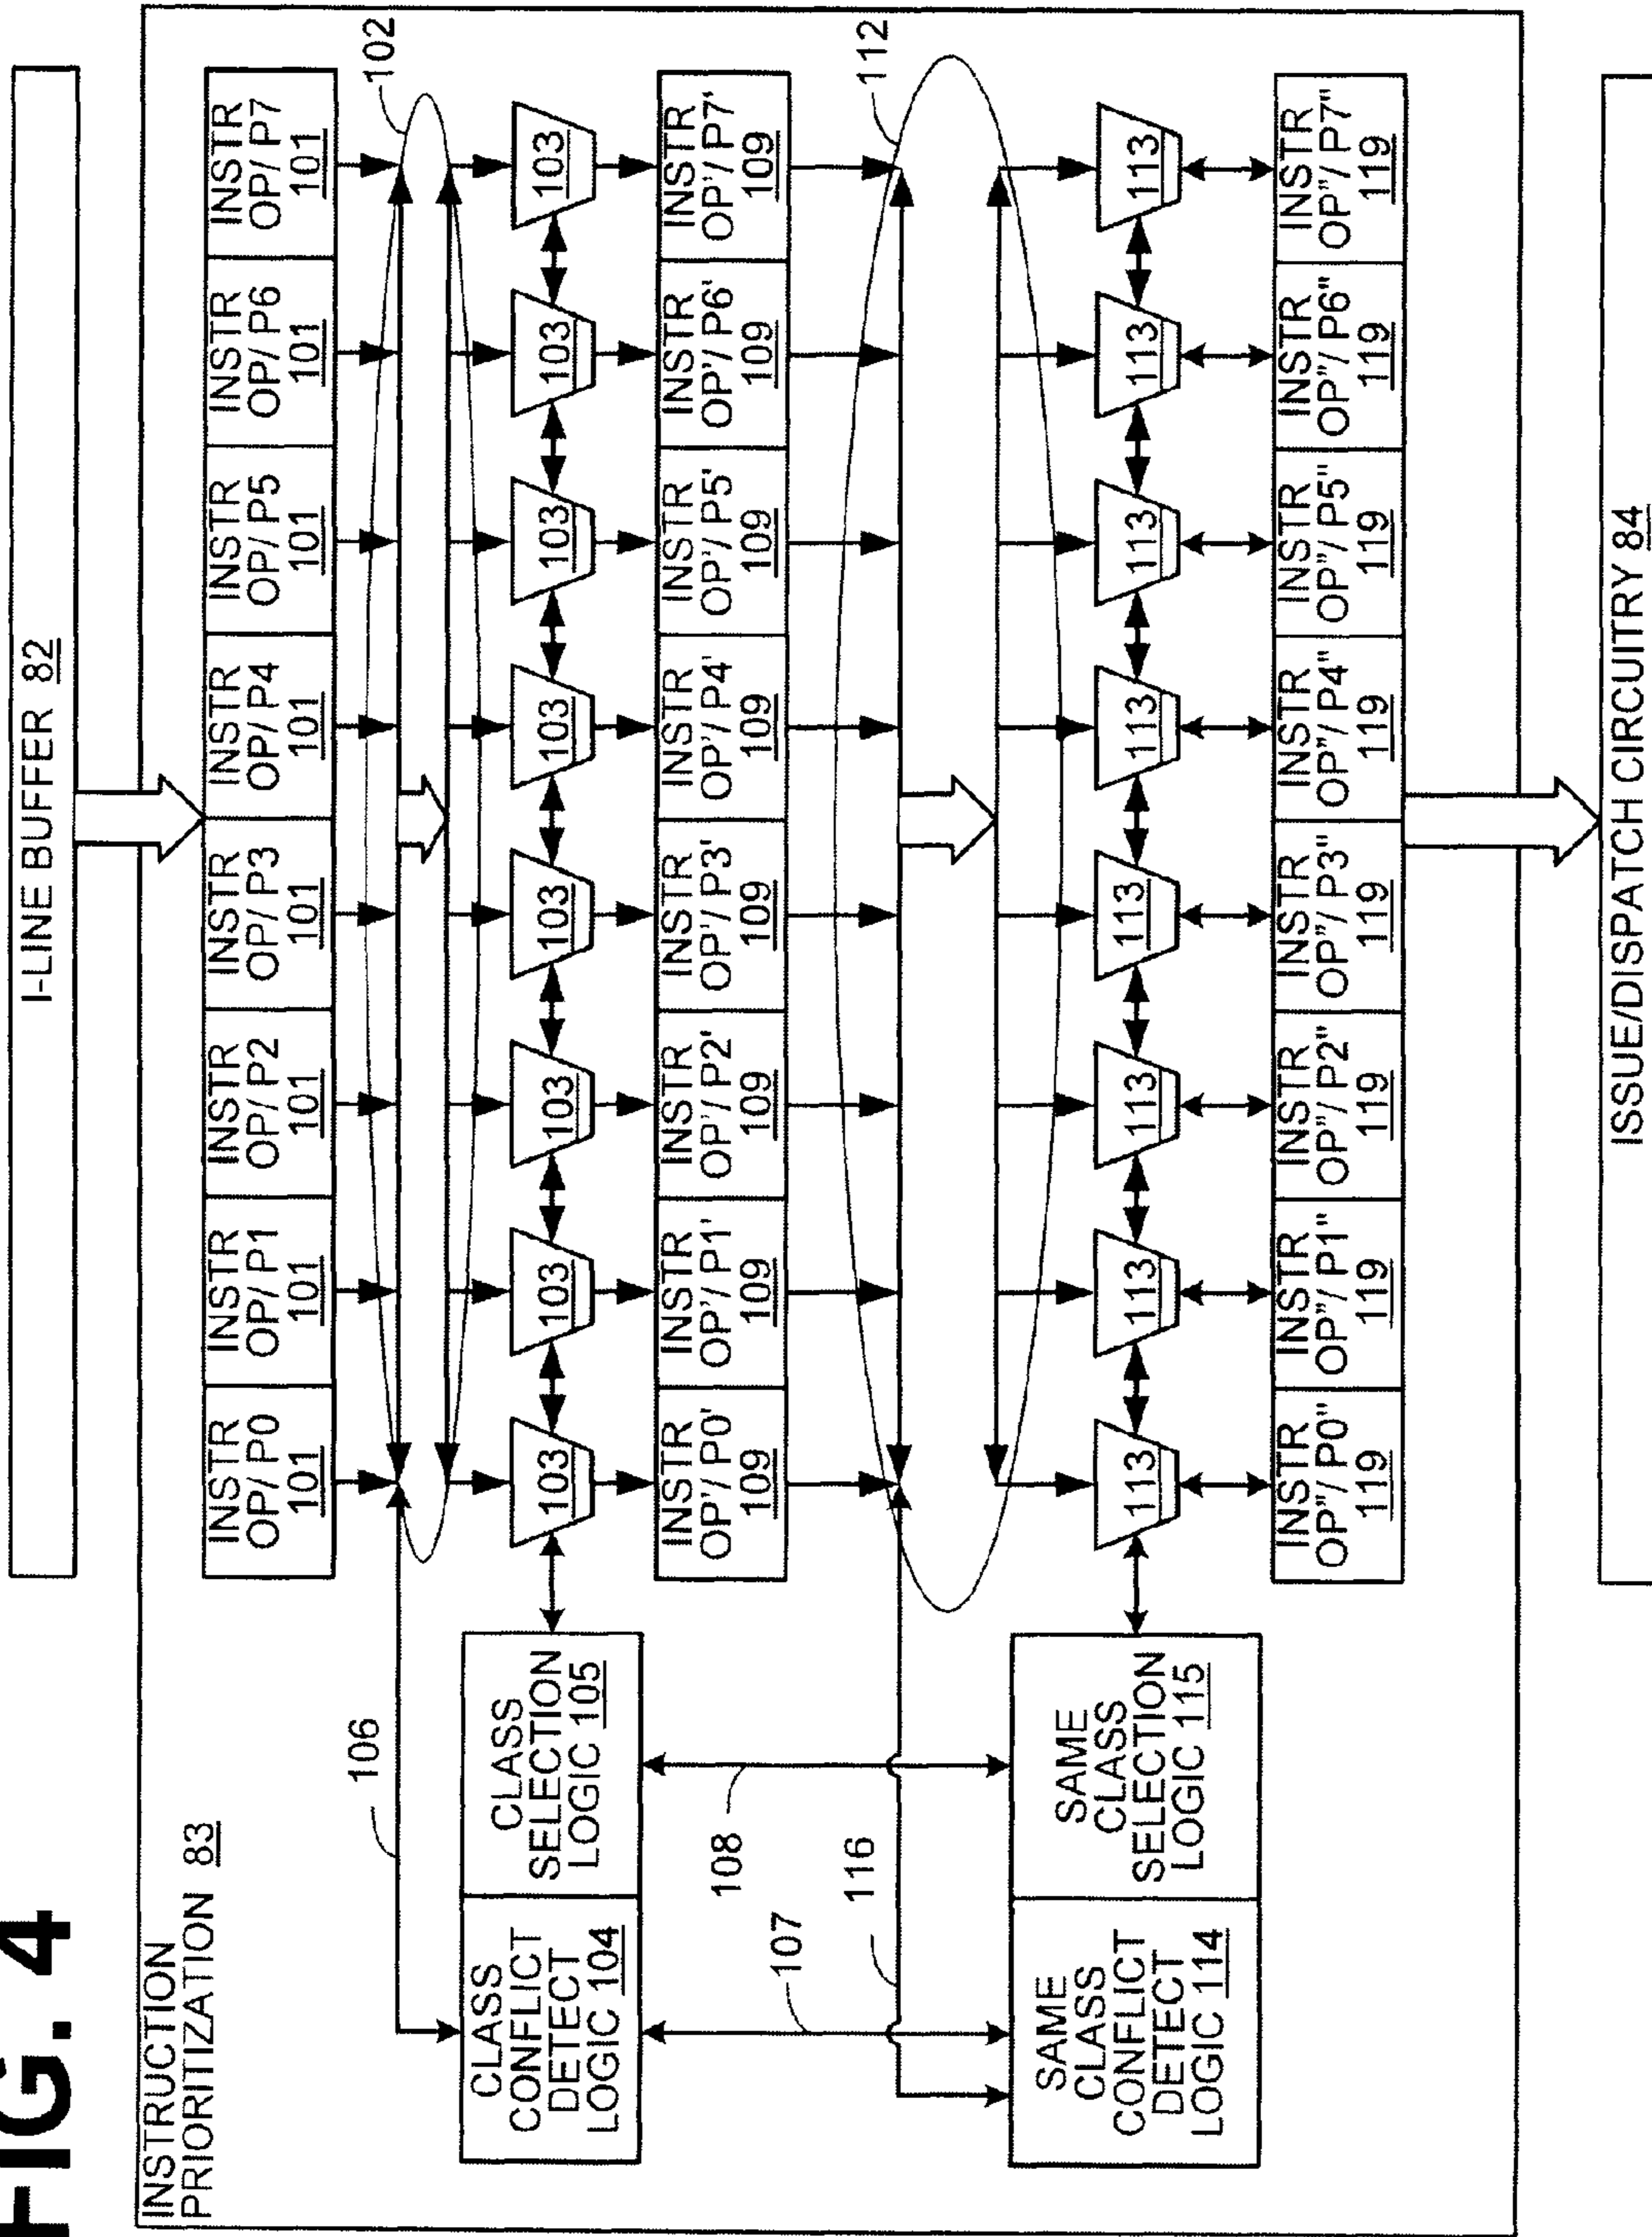 FIG. 4
I-LINE BUFFER 82
INSTRUCTION
PRIORITIZATION 83
INSTR
OP/ P0
101
INSTR
OP/ P1
101
INSTR
OP/ P2
101
INSTR
OP/ P3
101
INSTR
OP/ P4
101
INSTR
OP/ P5
101
INSTR
OP/ P6
101
INSTR
OP/ P7
101
102
106
CLASS
CONFLICT
DETECT
LOGIC 104
CLASS
SELECTION
LOGIC 105
103
103
103
103
103
103
103
103
INSTR
OP'/ P0'
109
INSTR
OP'/ P1'
109
INSTR
OP'/ P2'
109
INSTR
OP'/ P3'
109
INSTR
OP'/ P4'
109
INSTR
OP'/ P5'
109
INSTR
OP'/ P6'
109
INSTR
OP'/ P7'
109
107
108
116
112
SAME
CLASS
CONFLICT
DETECT
LOGIC 114
SAME
CLASS
SELECTION
LOGIC 115
113
113
113
113
113
113
113
113
INSTR
OP"/ P0"
119
INSTR
OP"/ P1"
119
INSTR
OP"/ P2"
119
INSTR
OP"/ P3"
119
INSTR
OP"/ P4"
119
INSTR
OP"/ P5"
119
INSTR
OP"/ P6"
119
INSTR
OP"/ P7"
119
ISSUE/DISPATCH CIRCUITRY 84